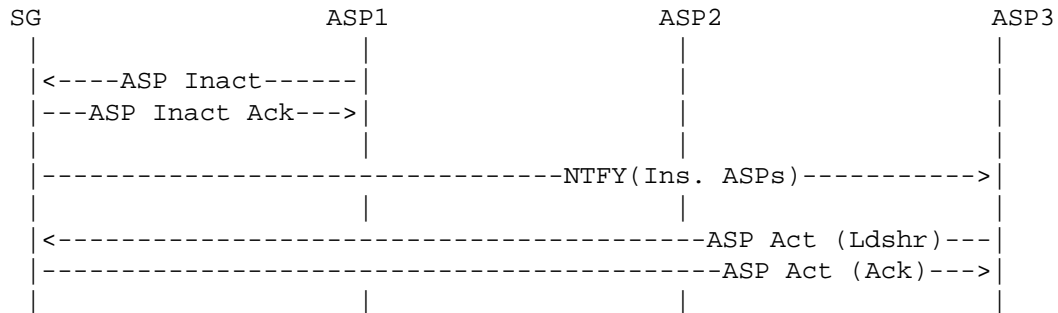 SG                 ASP1                ASP2               ASP3
 |                   |                   |                  |
 |<----ASP Inact------|                   |                  |
 |---ASP Inact Ack--->|                   |                  |
 |                   |                   |                  |
 |---------------------------------NTFY(Ins. ASPs)----------->|
 |                   |                   |                  |
 |<------------------------------------------ASP Act (Ldshr)---|
 |-------------------------------------------ASP Act (Ack)--->|
 |                   |                   |                  |